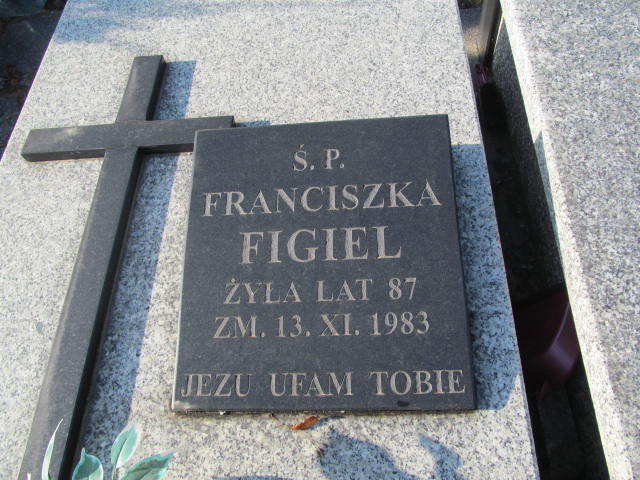 Ś. P.
FRANCISZKA
FIGIEL
ŻYŁA LAT 87
ZM. 13. XI. 1983
JEZU UFAM TOBIE